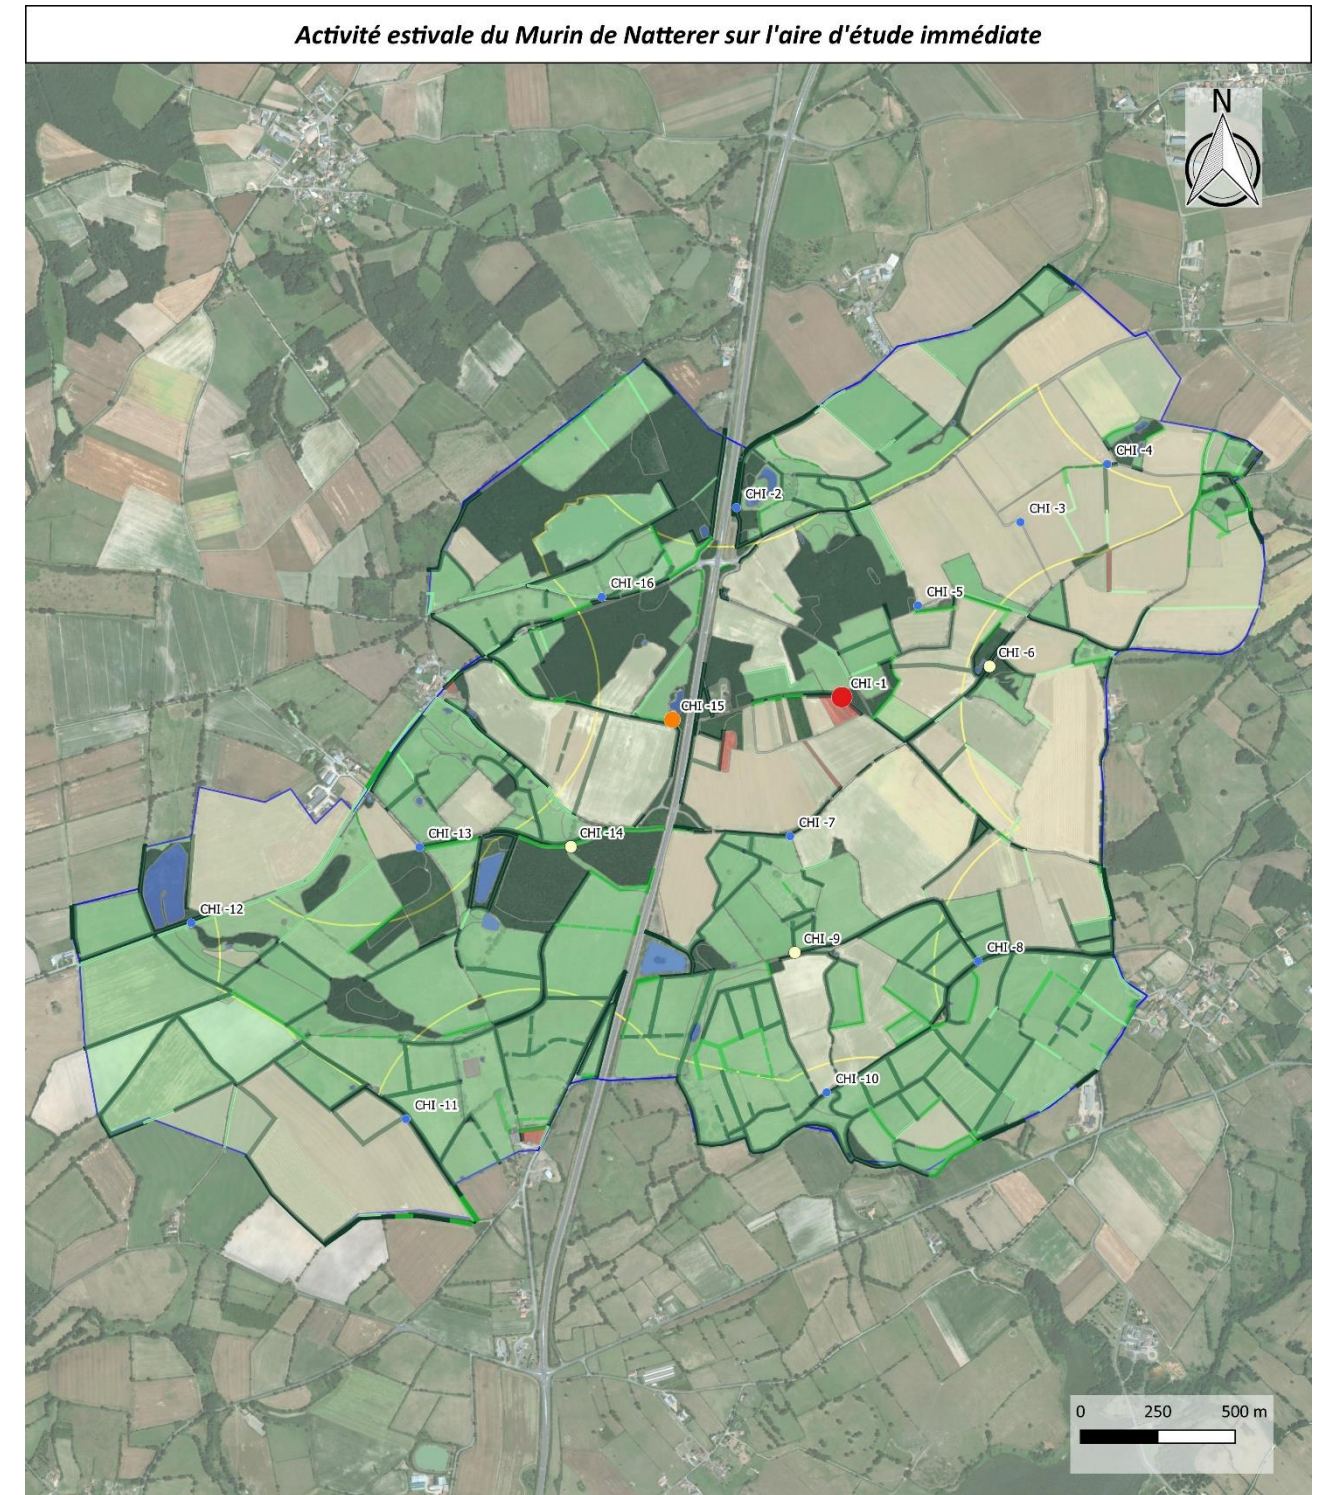 Activité estivale du Murin de Natterer sur l'aire d'étude immédiate
N
CHI -4
CHI -2
CHI -3
CHI -16
CHI -5
CHI -6
CHI -1
CHI -15
CHI -7
CHI -13
CHI -14
CHI -12
CHI -9
CHI -8
CHI -10
CHI -11
0 250 500 m